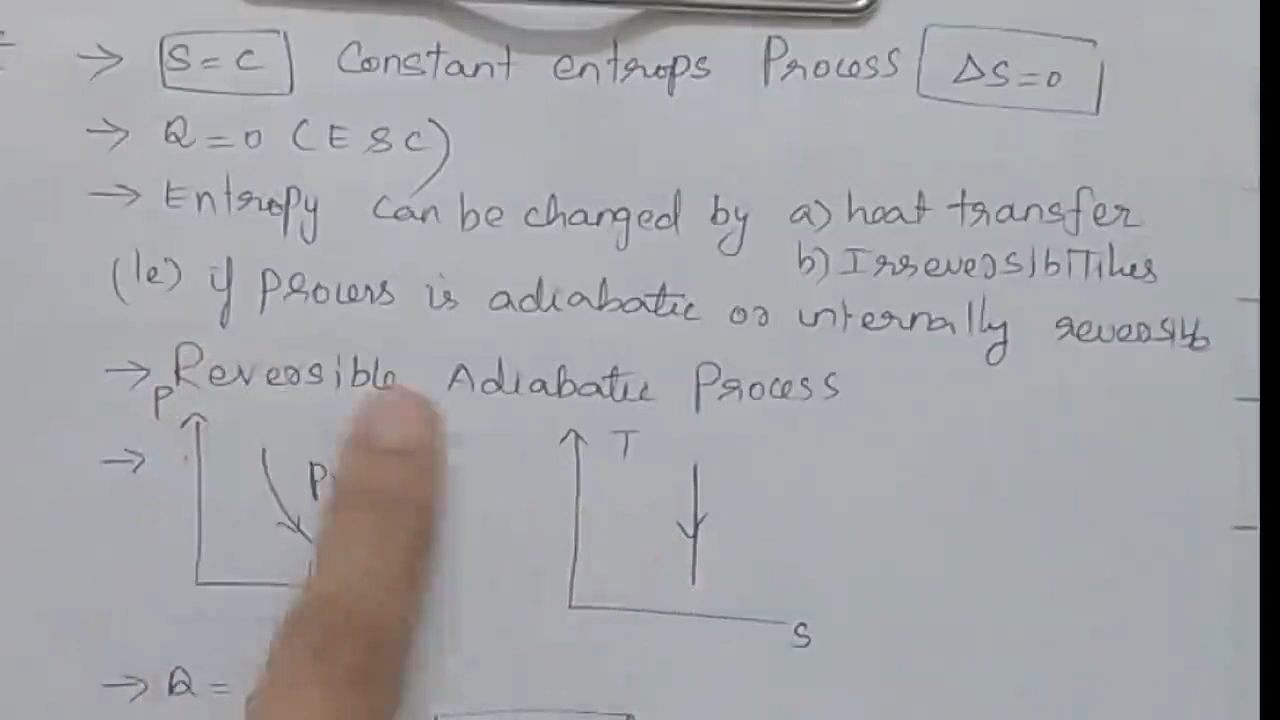 → S = C Constant entrops Process ΔS=0
→ Q = 0 (ESC)
→ Entropy can be changed by a) heat transfer
b) Irreversibilities
(ie) if process is adiabatic or internally reversib
→ Reversible Adiabatic Process
P
→
T
P
S
→ Q =